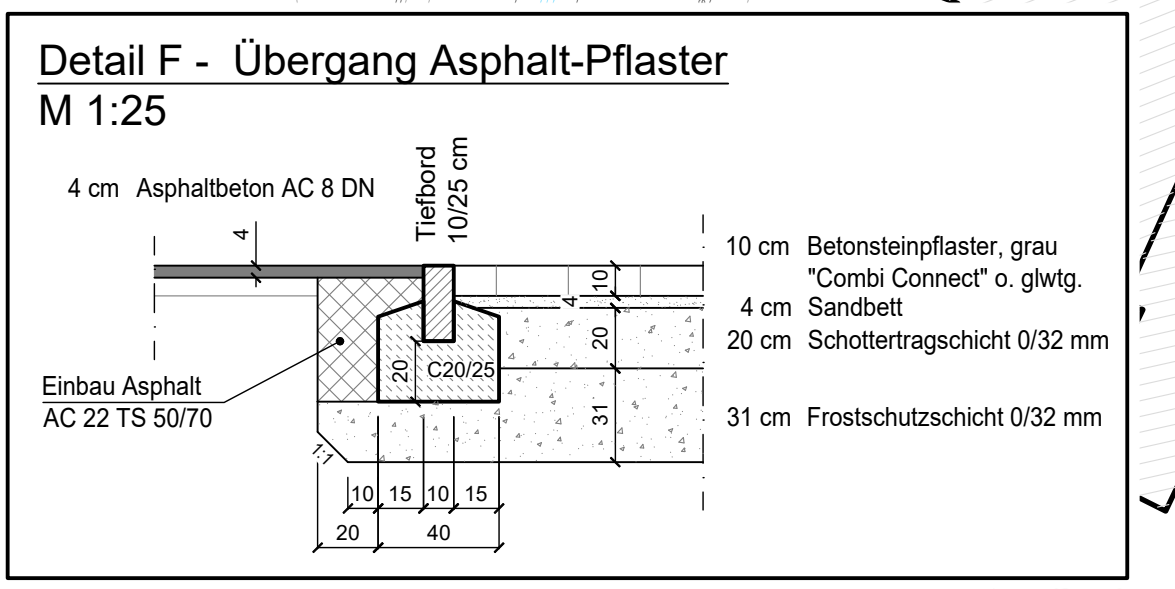 Detail F - Übergang Asphalt-Pflaster
M 1:25
4 cm Asphaltbeton AC 8 DN
Tiefbord
10/25 cm
4
10
4
20
31
10 cm Betonsteinpflaster, grau
"Combi Connect" o. glwtg.
4 cm Sandbett
20 cm Schottertragschicht 0/32 mm
31 cm Frostschutzschicht 0/32 mm
20
C20/25
Einbau Asphalt
AC 22 TS 50/70
1:1
10 15 10 15
20 40